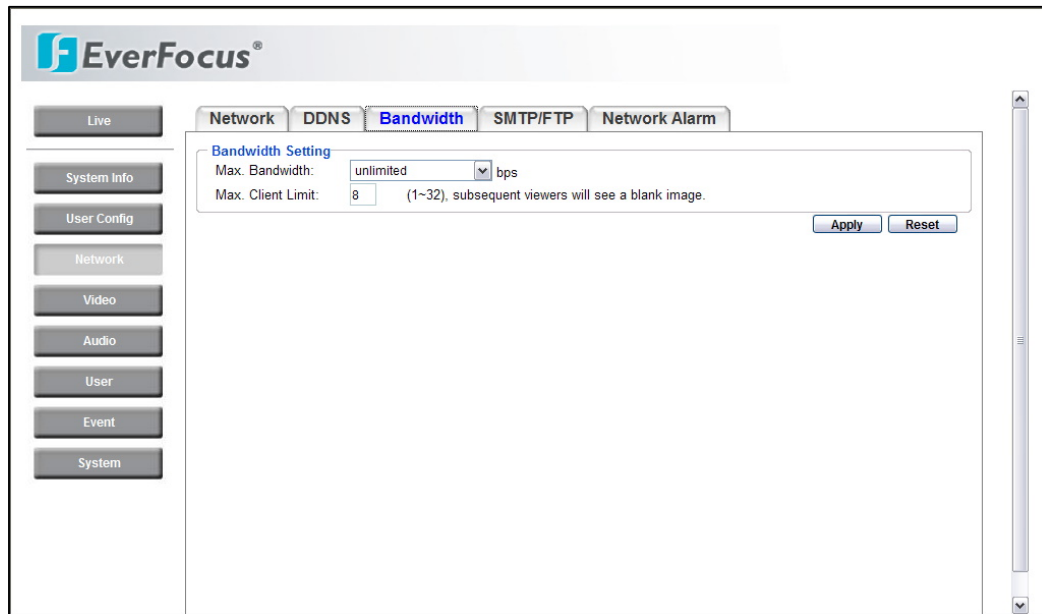 EverFocus®
Live
System Info
User Config
Network
Video
Audio
User
Event
System
Network DDNS Bandwidth SMTP/FTP Network Alarm
Bandwidth Setting
Max. Bandwidth: unlimited bps
Max. Client Limit: 8 (1~32), subsequent viewers will see a blank image.
Apply Reset